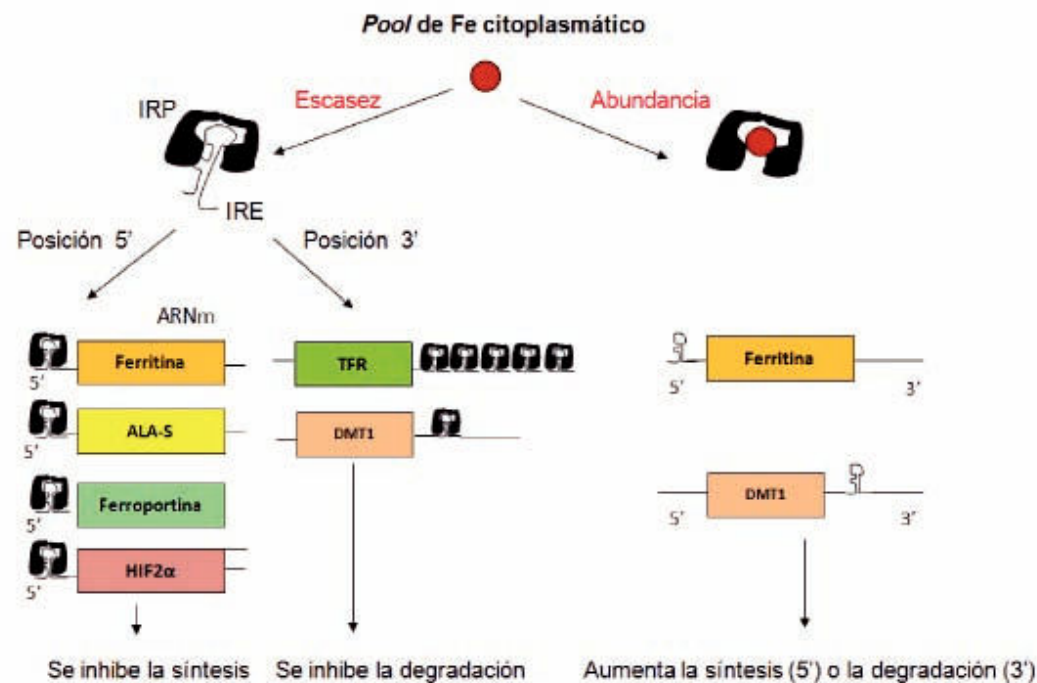 Pool de Fe citoplasmático
Escasez
Abundancia
IRP
IRE
Posición 5'
Posición 3'
ARNm
Ferritina
5'
ALA-S
5'
Ferroportina
5'
HIF2α
5'
TFR
DMT1
Ferritina
5'
3'
DMT1
5'
3'
Se inhibe la síntesis
Se inhibe la degradación
Aumenta la síntesis (5') o la degradación (3')